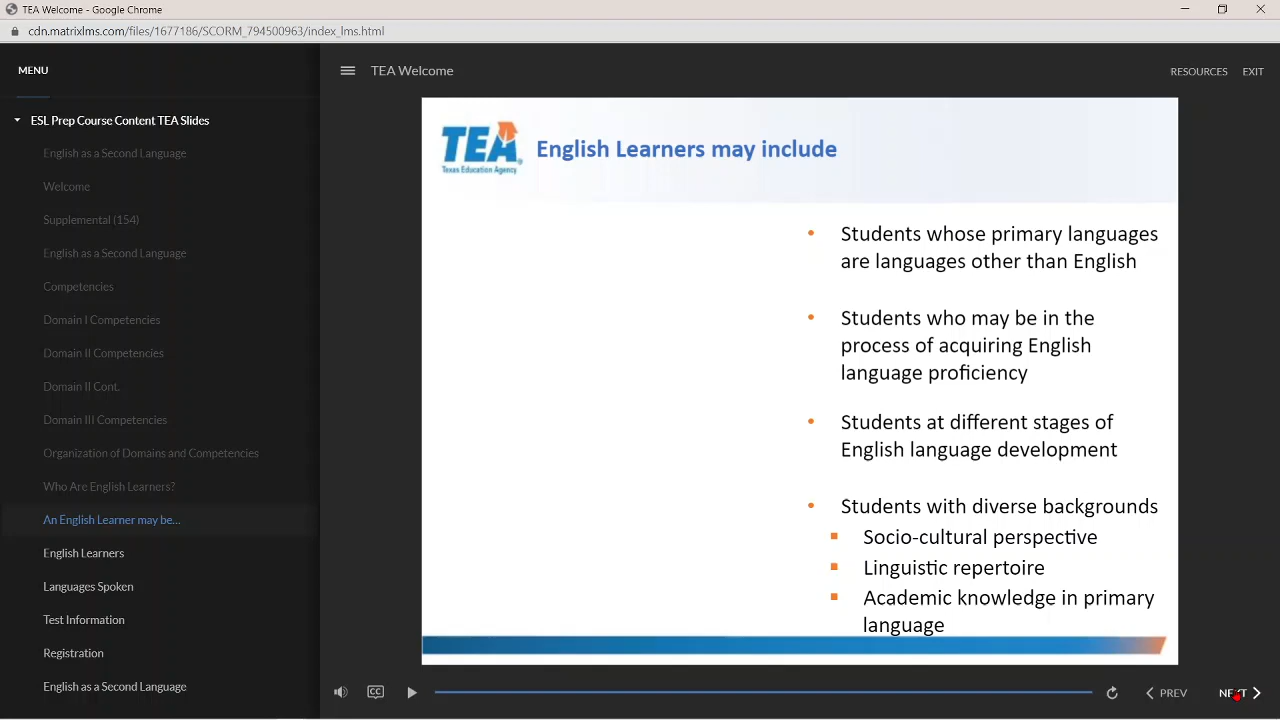 TEA Welcome - Google Chrome
cdn.matrixlms.com/files/1677186/SCORM_794500963/index_lms.html
MENU
TEA Welcome
RESOURCES
EXIT
ESL Prep Course Content TEA Slides
English as a Second Language
Welcome
Supplemental (154)
English as a Second Language
Competencies
Domain I Competencies
Domain II Competencies
Domain II Cont.
Domain III Competencies
Organization of Domains and Competencies
Who Are English Learners?
An English Learner may be...
English Learners
Languages Spoken
Test Information
Registration
English as a Second Language
TEA
Texas Education Agency
English Learners may include
• Students whose primary languages
are languages other than English
• Students who may be in the
process of acquiring English
language proficiency
• Students at different stages of
English language development
• Students with diverse backgrounds
▪ Socio-cultural perspective
▪ Linguistic repertoire
▪ Academic knowledge in primary
language
CC
PREV
NEXT